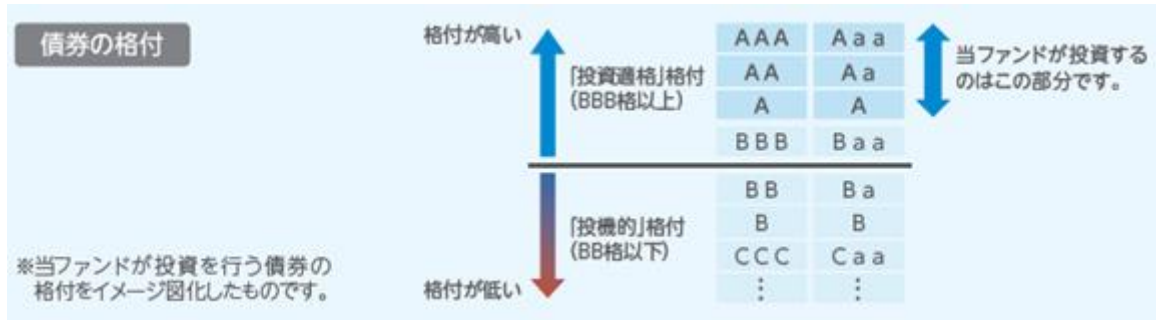 債券の格付
格付が高い
「投資適格」格付
(BBB格以上)
AAA Aaa
AA Aa
A A
BBB Baa
当ファンドが投資する
のはこの部分です。
「投機的」格付
(BB格以下)
BB Ba
B B
CCC Caa
⋮ ⋮
格付が低い
※当ファンドが投資を行う債券の
格付をイメージ図化したものです。